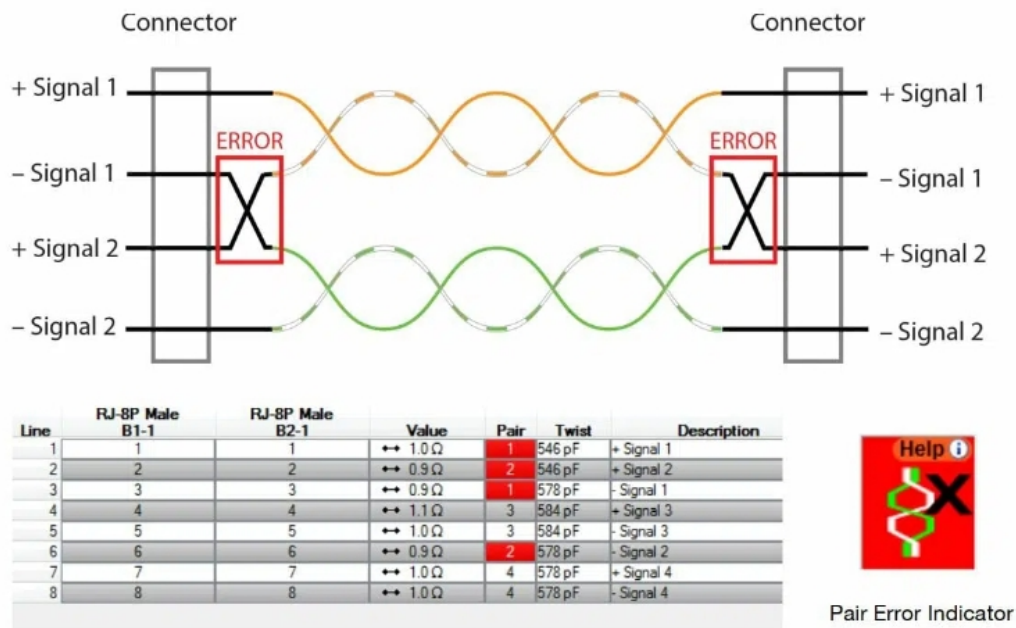 Connector Connector
+ Signal 1 + Signal 1
ERROR ERROR
– Signal 1 – Signal 1
+ Signal 2 + Signal 2
– Signal 2 – Signal 2
RJ-8P Male RJ-8P Male
Line B1-1 B2-1 Value Pair Twist Description
1 1 1 ↔ 1.0 Ω 1 546 pF + Signal 1
2 2 2 ↔ 0.9 Ω 2 546 pF + Signal 2
3 3 3 ↔ 0.9 Ω 1 578 pF - Signal 1
4 4 4 ↔ 1.1 Ω 3 584 pF + Signal 3
5 5 5 ↔ 1.0 Ω 3 584 pF - Signal 3
6 6 6 ↔ 0.9 Ω 2 578 pF - Signal 2
7 7 7 ↔ 1.0 Ω 4 578 pF + Signal 4
8 8 8 ↔ 1.0 Ω 4 578 pF - Signal 4
Help i
X
Pair Error Indicator